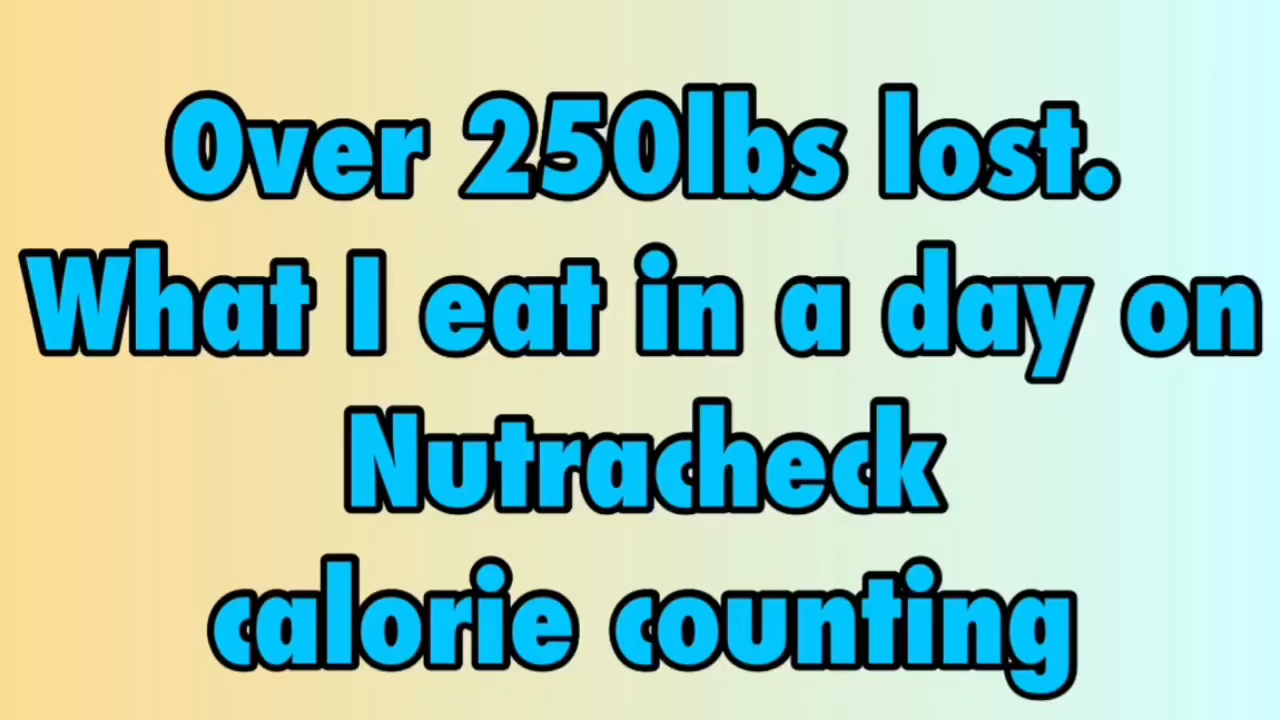 Over 250lbs lost.
What I eat in a day on
Nutracheck
calorie counting